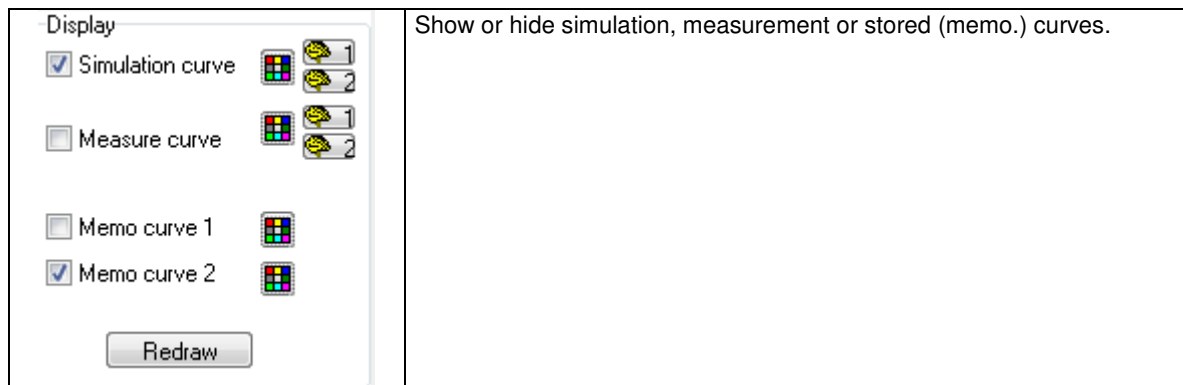 Display
Simulation curve
1
2
Measure curve
1
2
Memo curve 1
Memo curve 2
Redraw
Show or hide simulation, measurement or stored (memo.) curves.